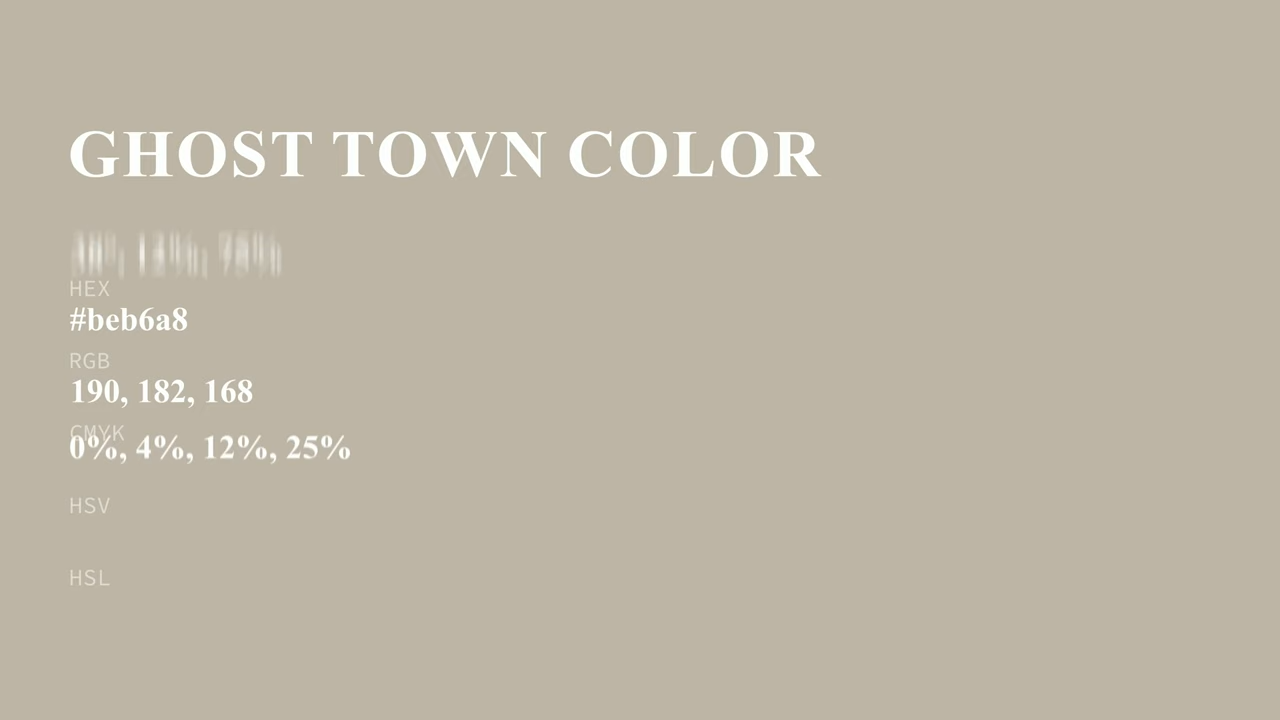 GHOST TOWN COLOR
HEX
#beb6a8
RGB
190, 182, 168
CMYK
0%, 4%, 12%, 25%
HSV
HSL